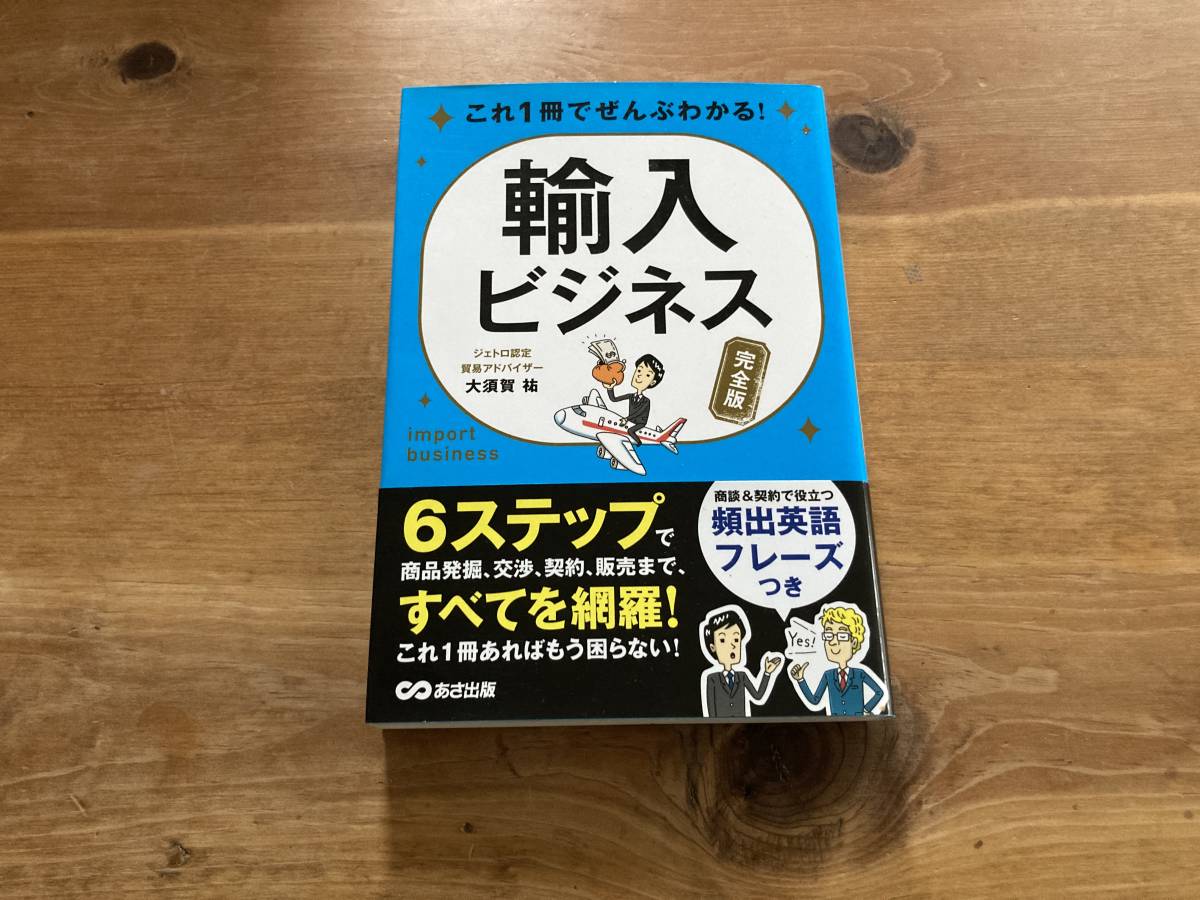 これ1冊でぜんぶわかる!
輸入
ビジネス
完全版
ジェトロ認定
貿易アドバイザー
大須賀 祐
import
business
6ステップで
商品発掘、交渉、契約、販売まで、
すべてを網羅!
これ1冊あればもう困らない!
あさ出版
商談&契約で役立つ
頻出英語
フレーズ
つき
Yes!